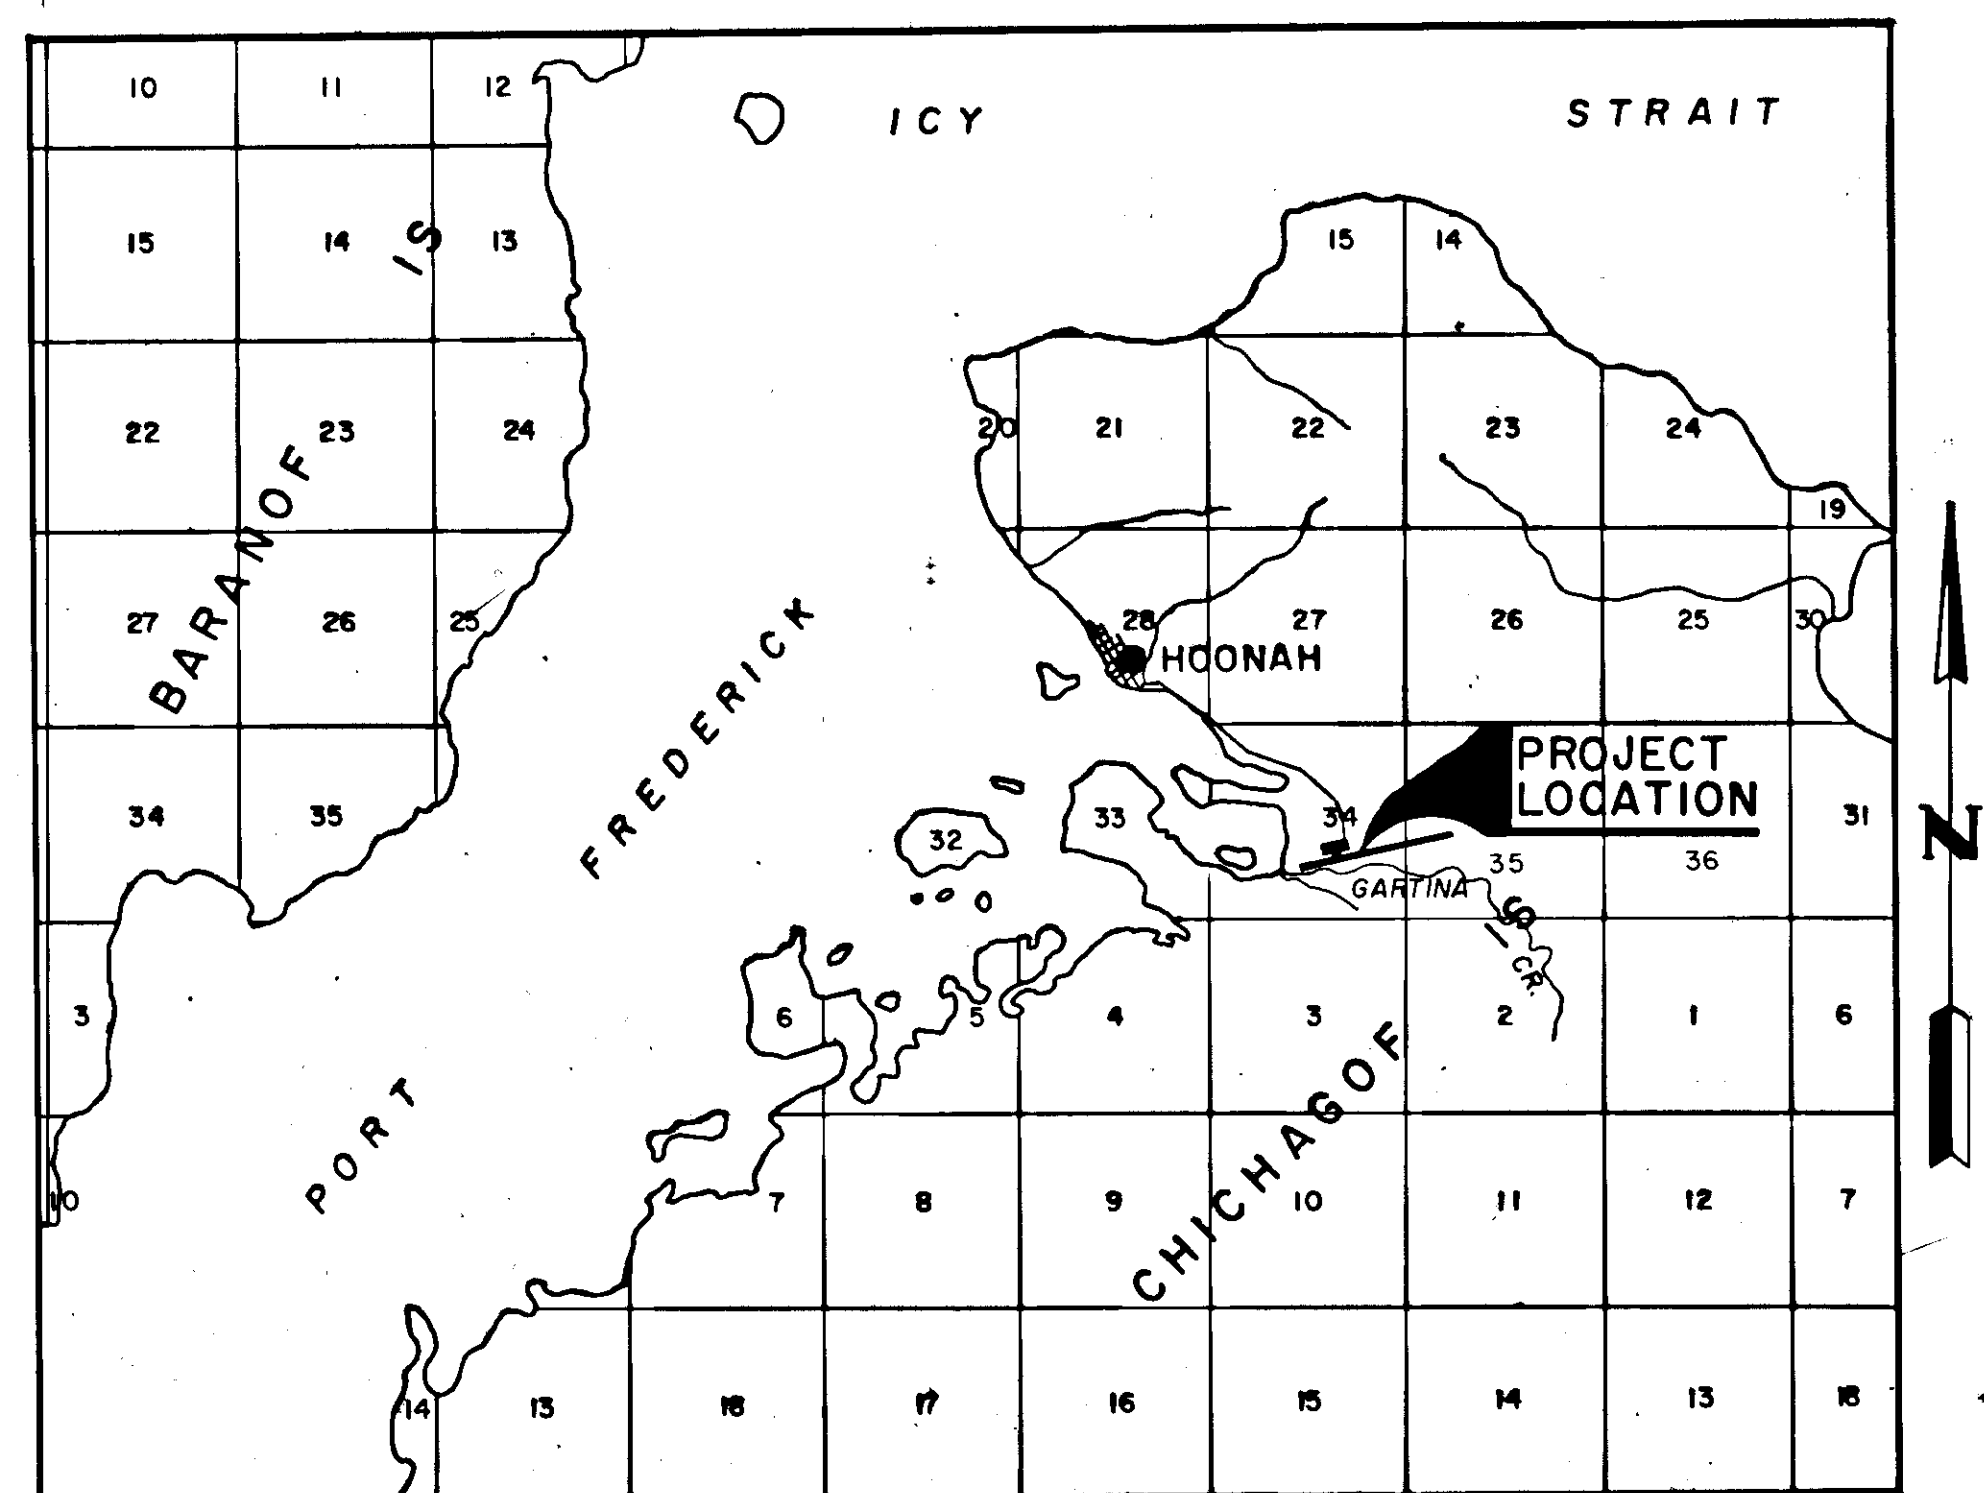 10 11 12
ICY STRAIT
15 14 13
15 14
IS
22 23 24
20 21 22 23 24
19
BARANOF
27 26 25
28 27 26 25 30
HOONAH
FREDERICK
PROJECT
LOCATION
34 35
32 33 34 31
35 36
GARTINA
CR.
IS
N
3
6 5 4 3 2 1 6
PORT
CHICHAGOF
10
7 8 9 10 11 12 7
14 13 18 17 16 15 14 13 18